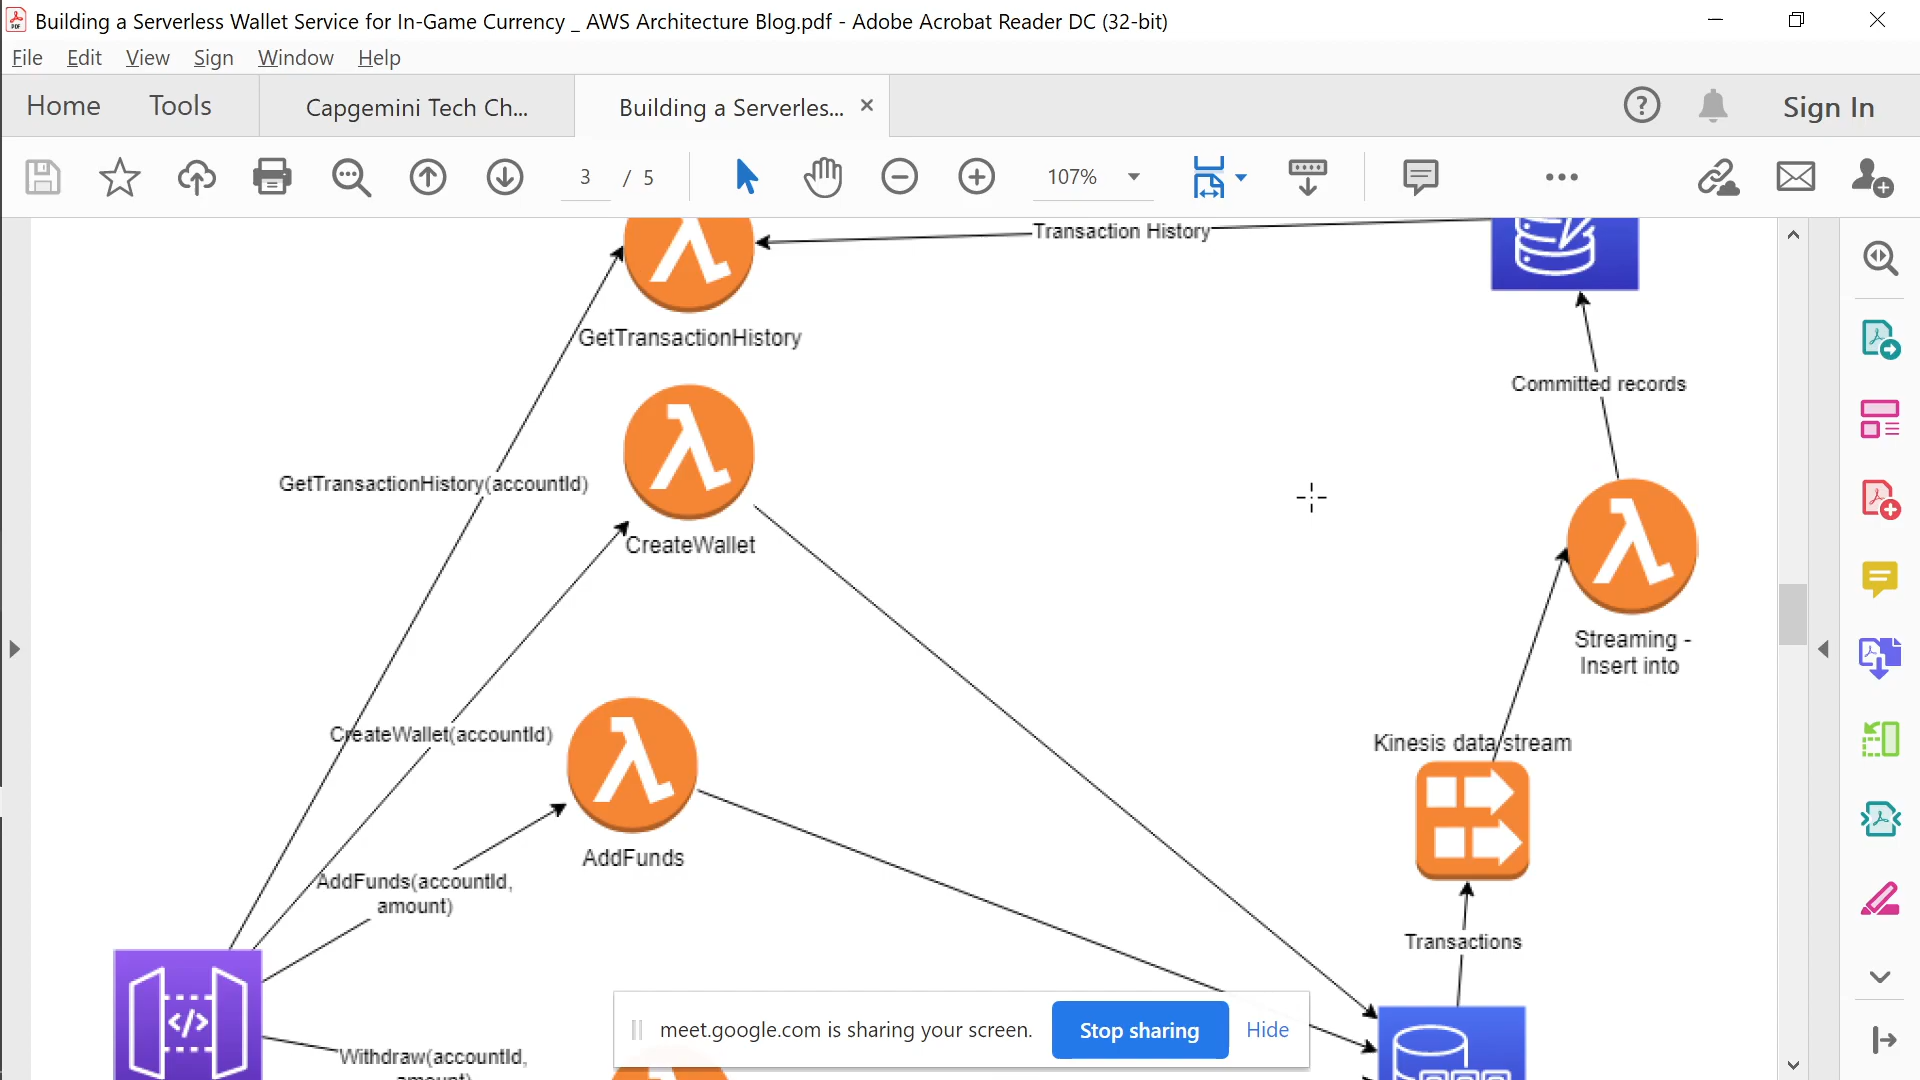 Building a Serverless Wallet Service for In-Game Currency _ AWS Architecture Blog.pdf - Adobe Acrobat Reader DC (32-bit)
File Edit View Sign Window Help
Home Tools Capgemini Tech Ch... Building a Serverles... Sign In
3 / 5 107%
Transaction History
GetTransactionHistory
Committed records
GetTransactionHistory(accountId)
CreateWallet
Streaming -
Insert into
CreateWallet(accountId)
Kinesis data stream
AddFunds
AddFunds(accountId,
amount)
Transactions
meet.google.com is sharing your screen. Stop sharing Hide
Withdraw(accountId,
amount)